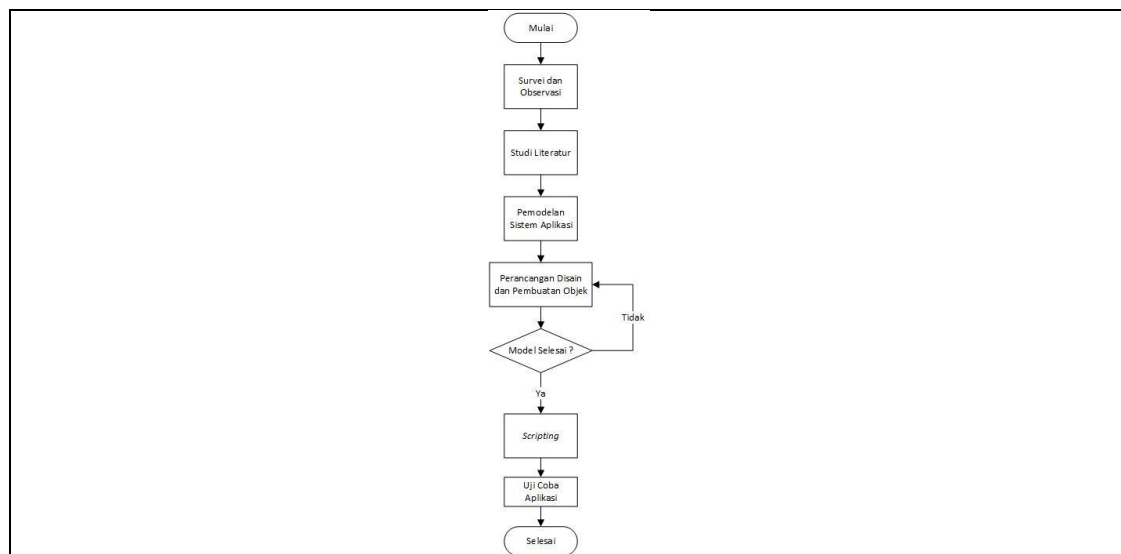 Mulai
Survei dan
Observasi
Studi Literatur
Pemodelan
Sistem Aplikasi
Perancangan Disain
dan Pembuatan Objek
Tidak
Model Selesai ?
Ya
Scripting
Uji Coba
Aplikasi
Selesai